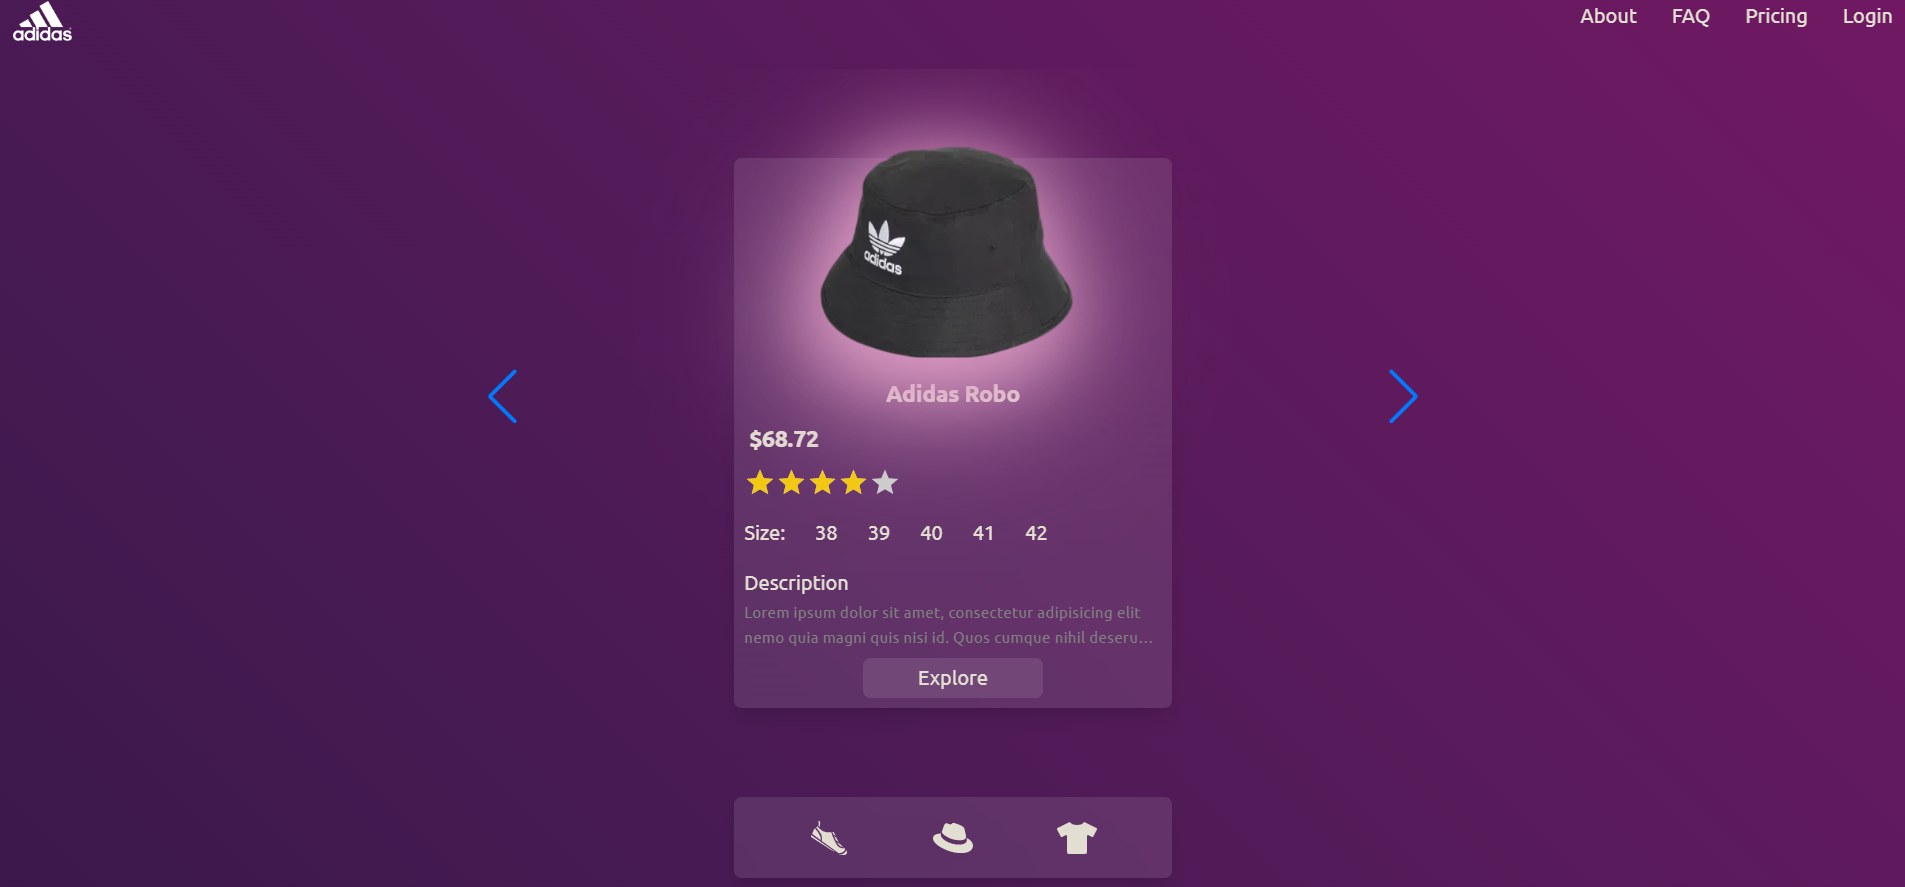 adidas
About FAQ Pricing Login
adidas
Adidas Robo
$68.72
Size: 38 39 40 41 42
Description
Lorem ipsum dolor sit amet, consectetur adipisicing elit
nemo quia magni quis nisi id. Quos cumque nihil deseru...
Explore